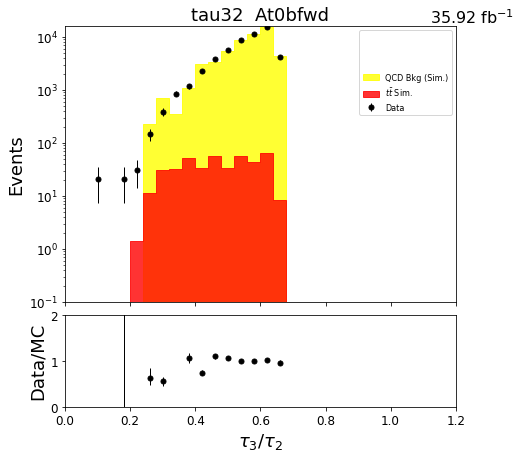 tau32 At0bfwd
35.92 fb⁻¹
QCD Bkg (Sim.)
tt̄ Sim.
Data
Events
10⁴
10³
10²
10¹
10⁰
10⁻¹
Data/MC
2
1
0
0.0 0.2 0.4 0.6 0.8 1.0 1.2
τ₃/τ₂